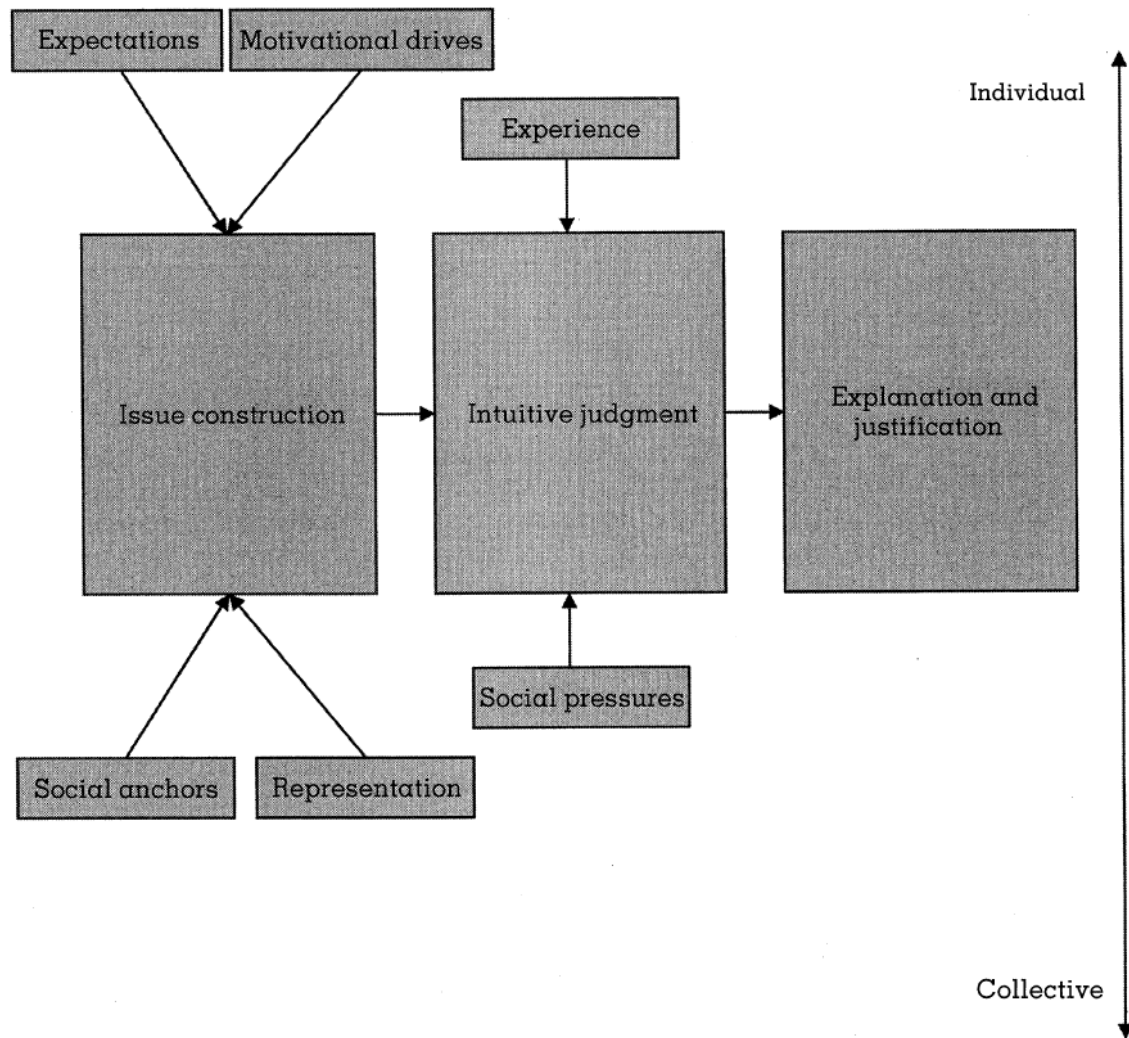 Expectations
Motivational drives
Individual
Experience
Issue construction
Intuitive judgment
Explanation and
justification
Social pressures
Social anchors
Representation
Collective